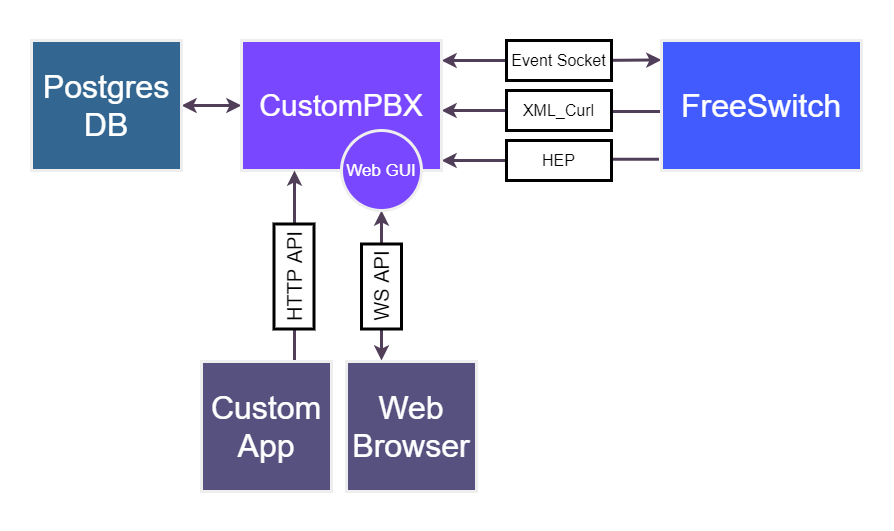 Postgres
DB
CustomPBX
Web GUI
Event Socket
XML_Curl
HEP
FreeSwitch
HTTP API
WS API
Custom
App
Web
Browser